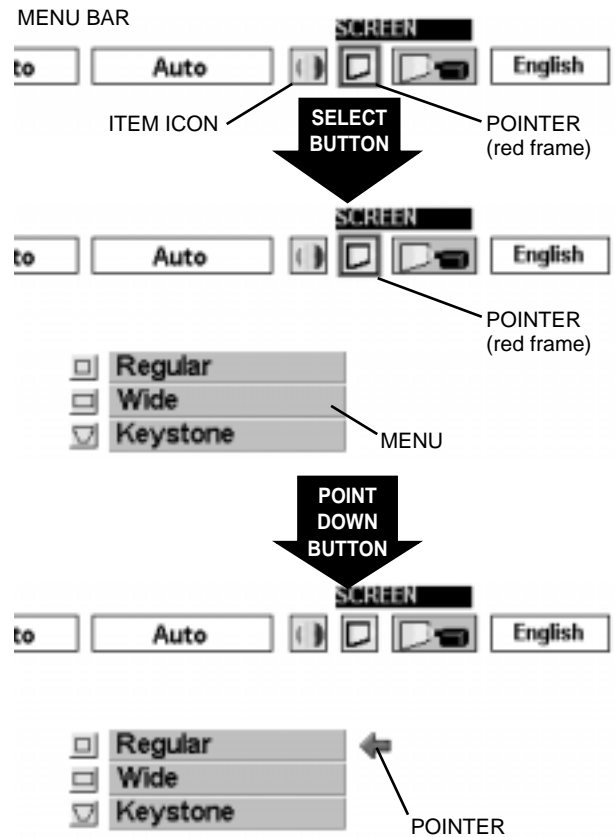 MENU BAR
SCREEN
to Auto English
ITEM ICON
SELECT
BUTTON
POINTER
(red frame)
SCREEN
to Auto English
POINTER
(red frame)
Regular
Wide
Keystone
MENU
POINT
DOWN
BUTTON
SCREEN
to Auto English
Regular
Wide
Keystone
POINTER